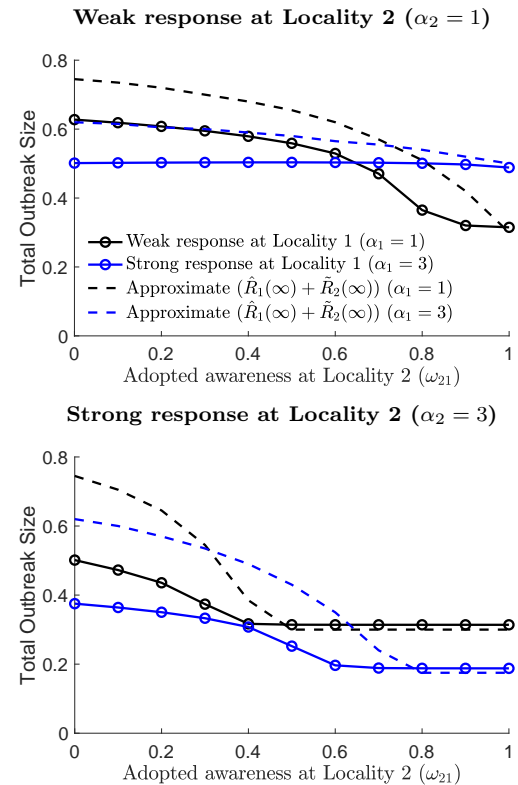 Weak response at Locality 2 (α₂ = 1)
0.8
0.6
0.4
0.2
0
Total Outbreak Size
Weak response at Locality 1 (α₁ = 1)
Strong response at Locality 1 (α₁ = 3)
Approximate (R̂₁(∞) + R̃₂(∞)) (α₁ = 1)
Approximate (R̂₁(∞) + R̃₂(∞)) (α₁ = 3)
0 0.2 0.4 0.6 0.8 1
Adopted awareness at Locality 2 (ω₂₁)
Strong response at Locality 2 (α₂ = 3)
0.8
0.6
0.4
0.2
0
Total Outbreak Size
0 0.2 0.4 0.6 0.8 1
Adopted awareness at Locality 2 (ω₂₁)